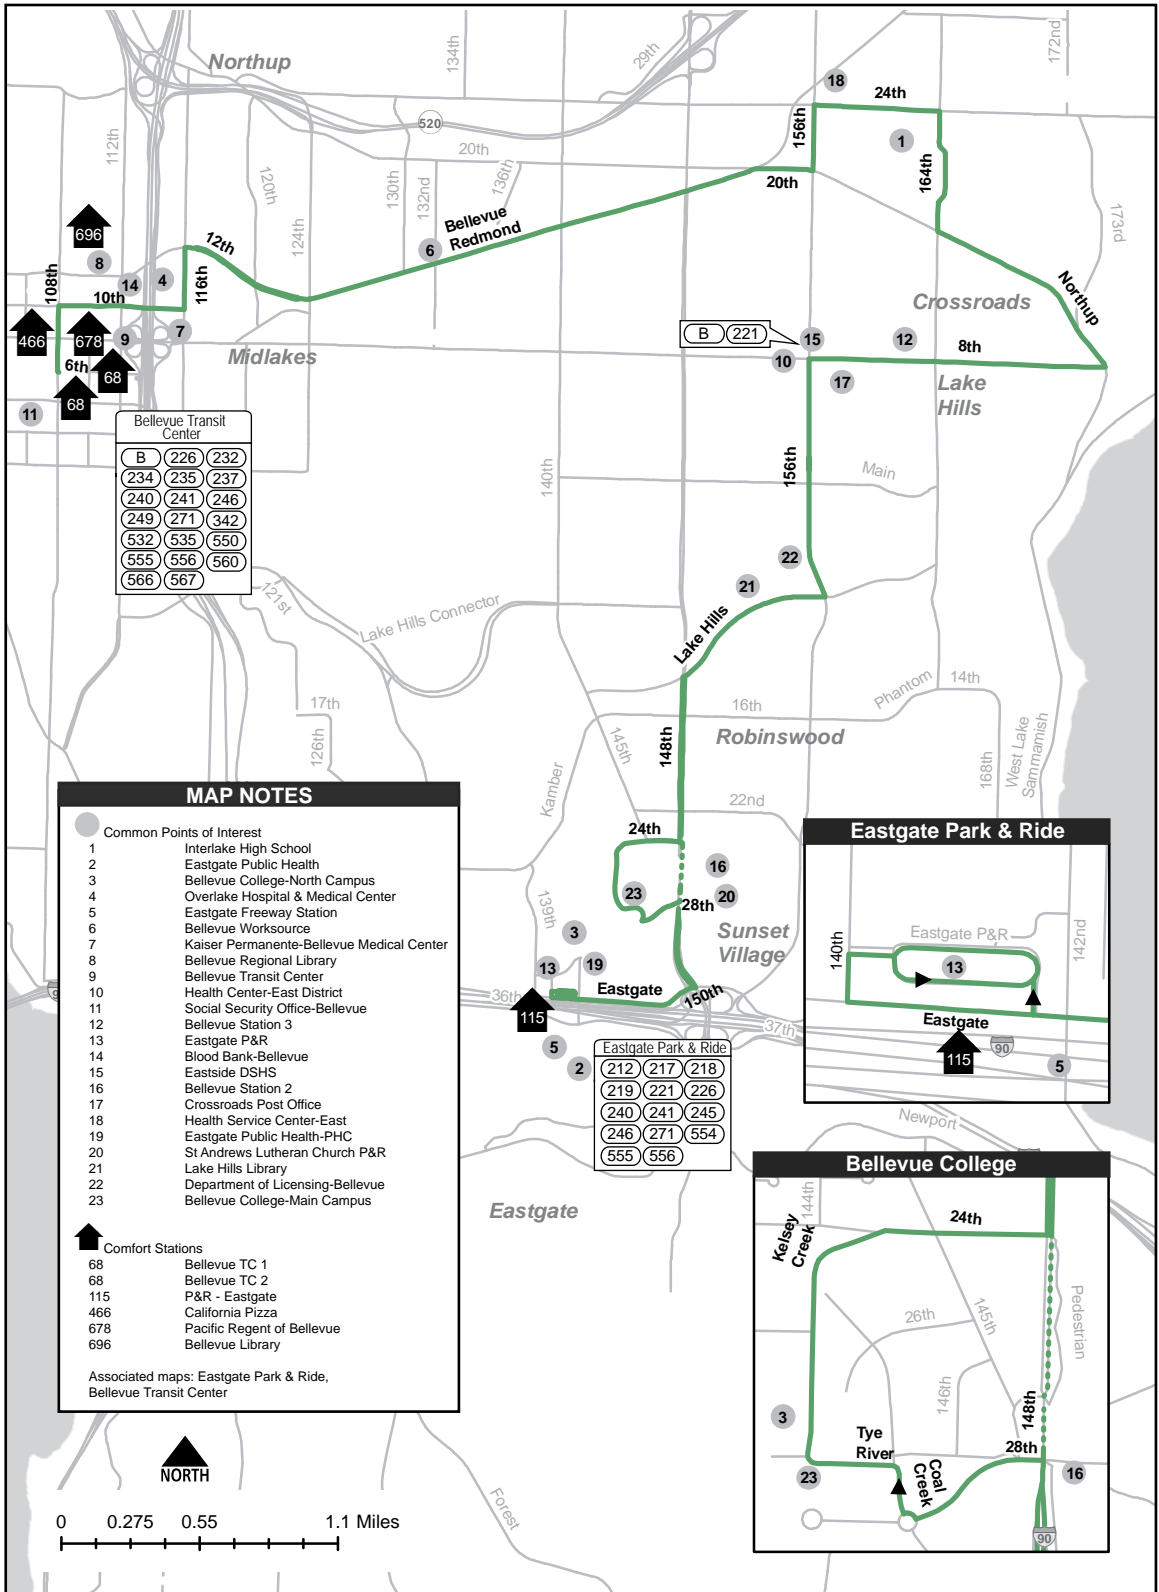 Northup
134th
29th
172nd
18
24th
520
156th
112th
1
20th
136th
120th
130th
132nd
20th
164th
173rd
124th
Bellevue
Redmond
696
12th
6
8
108th
14
4
116th
10th
Northup
Crossroads
B
221
15
12
8th
466
678
9
7
Midlakes
10
6th
68
68
17
Lake
Hills
11
Bellevue Transit
Center
B 226 232
234 235 237
240 241 246
249 271 342
532 535 550
555 556 560
566 567
140th
156th
Main
22
21
121st
Lake Hills Connector
Lake Hills
Phantom
14th
17th
16th
126th
145th
148th
Robinswood
168th
West Lake
Sammamish
Kamber
22nd
24th
16
23
20
28th
139th
3
Sunset
Village
13
19
Eastgate
150th
36th
115
37th
5
2
90
MAP NOTES
Common Points of Interest
1 Interlake High School
2 Eastgate Public Health
3 Bellevue College-North Campus
4 Overlake Hospital & Medical Center
5 Eastgate Freeway Station
6 Bellevue Worksource
7 Kaiser Permanente-Bellevue Medical Center
8 Bellevue Regional Library
9 Bellevue Transit Center
10 Health Center-East District
11 Social Security Office-Bellevue
12 Bellevue Station 3
13 Eastgate P&R
14 Blood Bank-Bellevue
15 Eastside DSHS
16 Bellevue Station 2
17 Crossroads Post Office
18 Health Service Center-East
19 Eastgate Public Health-PHC
20 St Andrews Lutheran Church P&R
21 Lake Hills Library
22 Department of Licensing-Bellevue
23 Bellevue College-Main Campus
Comfort Stations
68 Bellevue TC 1
68 Bellevue TC 2
115 P&R - Eastgate
466 California Pizza
678 Pacific Regent of Bellevue
696 Bellevue Library
Associated maps: Eastgate Park & Ride,
Bellevue Transit Center
Eastgate Park & Ride
212 217 218
219 221 226
240 241 245
246 271 554
555 556
Eastgate
Eastgate Park & Ride
140th
Eastgate P&R
142nd
13
Eastgate
115
90
5
Newport
Bellevue College
144th
Kelsey
Creek
24th
Pedestrian
145th
26th
146th
148th
3
Tye
River
28th
23
Coal
Creek
16
90
NORTH
0 0.275 0.55 1.1 Miles
Forest